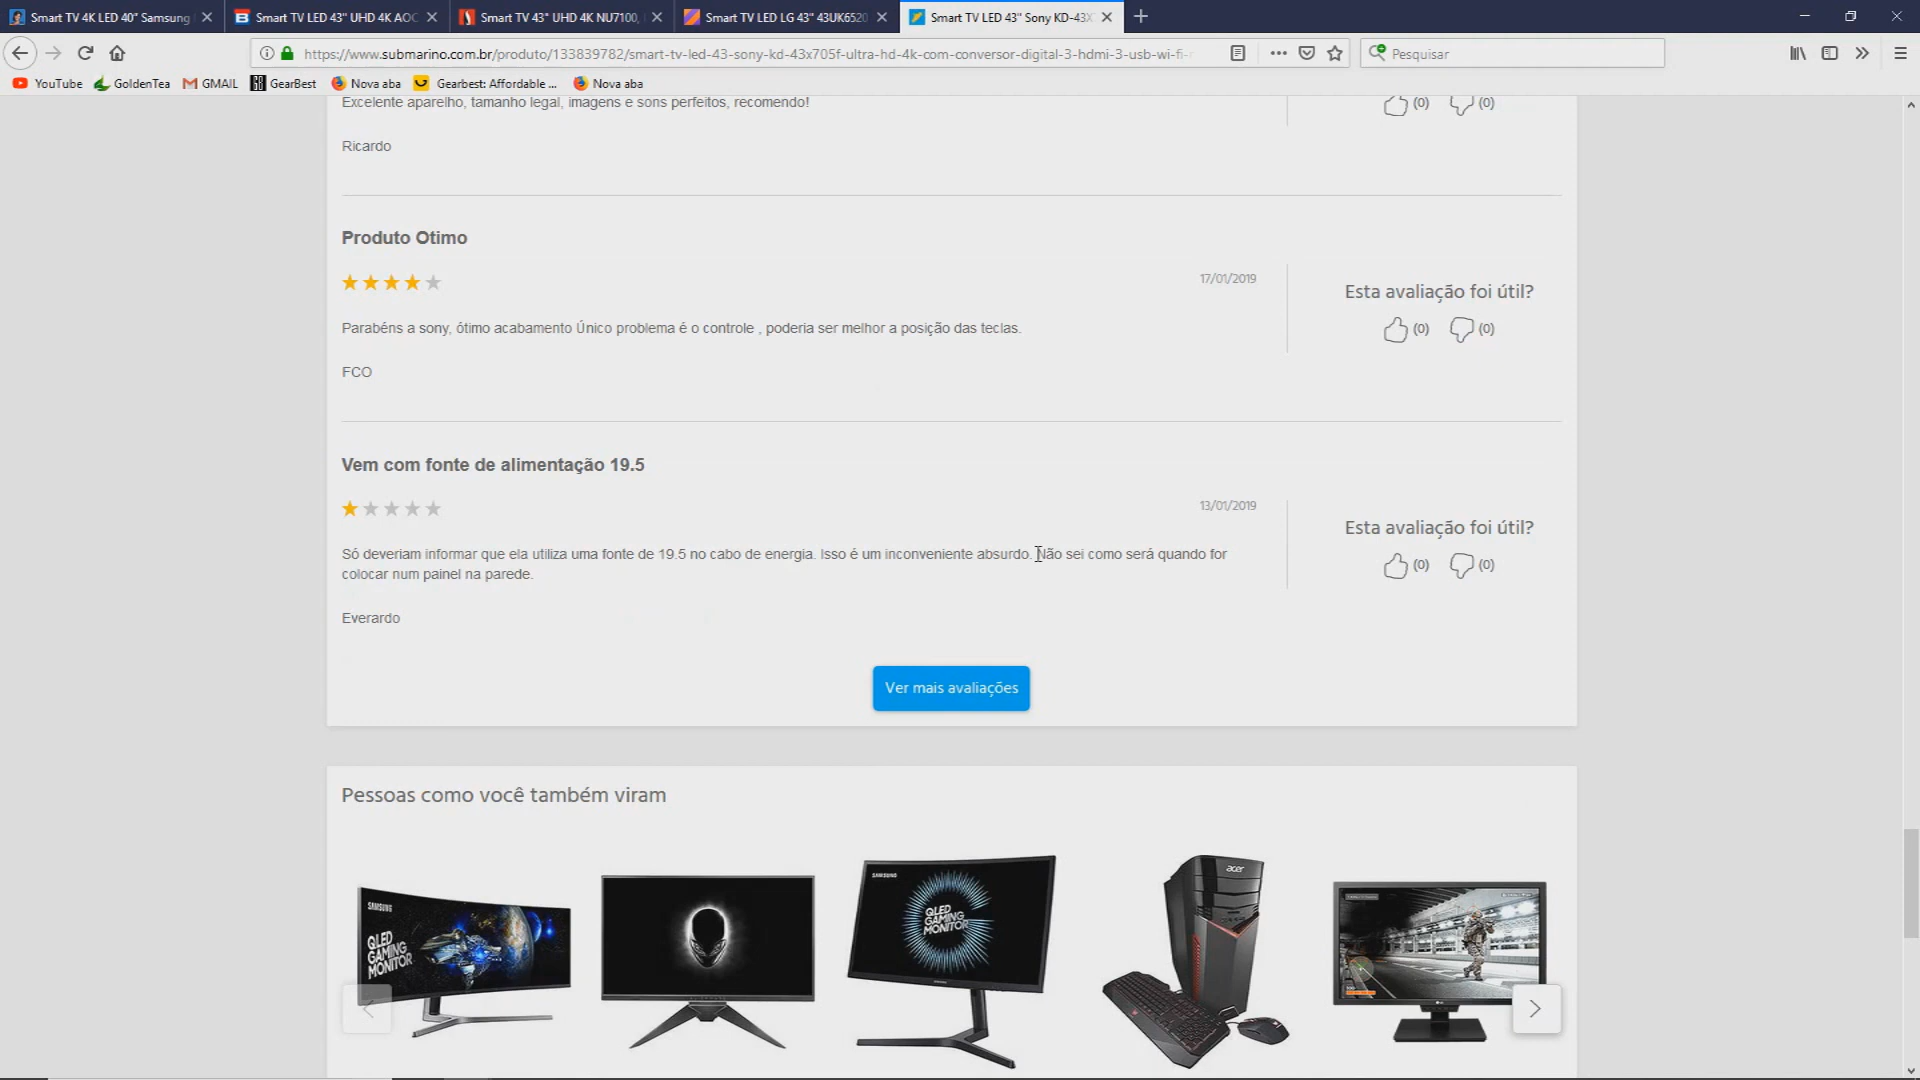 Smart TV 4K LED 40" Samsung
Smart TV LED 43" UHD 4K AOC
Smart TV 43" UHD 4K NU7100,
Smart TV LED LG 43" 43UK6520
Smart TV LED 43" Sony KD-43X
https://www.submarino.com.br/produto/133839782/smart-tv-led-43-sony-kd-43x705f-ultra-hd-4k-com-conversor-digital-3-hdmi-3-usb-wi-fi-
Pesquisar
YouTube
GoldenTea
GMAIL
GearBest
Nova aba
Gearbest: Affordable ...
Nova aba
Excelente aparelho, tamanho legal, imagens e sons perfeitos, recomendo!
(0)
(0)
Ricardo
Produto Otimo
17/01/2019
Esta avaliação foi útil?
Parabéns a sony, ótimo acabamento Único problema é o controle , poderia ser melhor a posição das teclas.
(0)
(0)
FCO
Vem com fonte de alimentação 19.5
13/01/2019
Esta avaliação foi útil?
Só deveriam informar que ela utiliza uma fonte de 19.5 no cabo de energia. Isso é um inconveniente absurdo. Não sei como será quando for
colocar num painel na parede.
(0)
(0)
Everardo
Ver mais avaliações
Pessoas como você também viram
SAMSUNG
QLED
GAMING
MONITOR
SAMSUNG
QLED
GAMING
MONITOR
acer